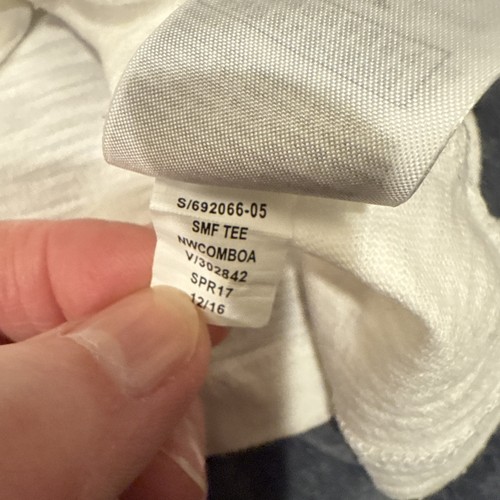 S/692066-05
SMF TEE
NWCOMBOA
V/302842
SPR17
12/16